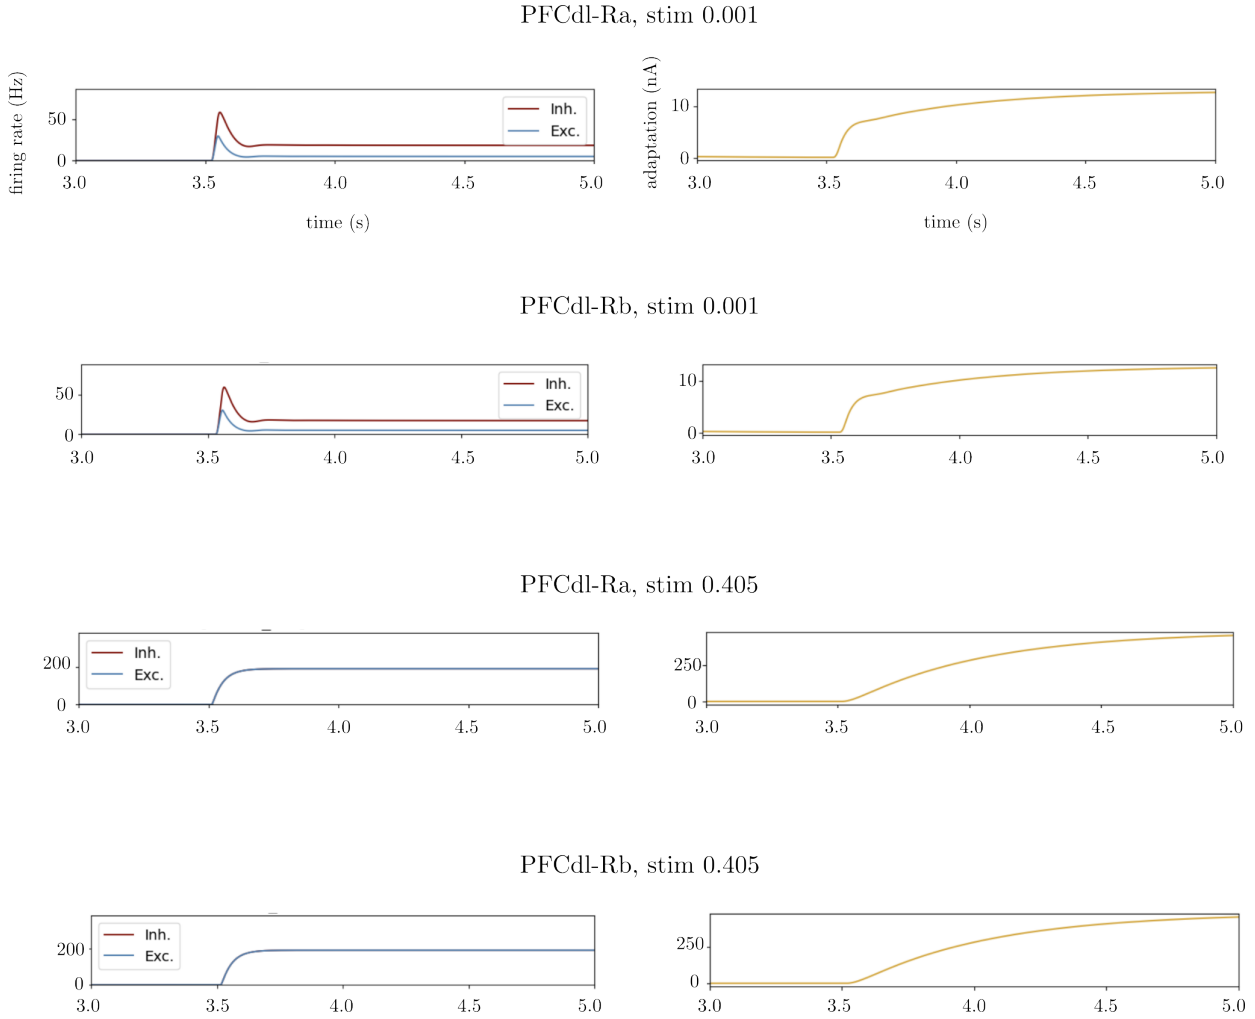 PFCdl-Ra, stim 0.001
firing rate (Hz)
50
0
Inh.
Exc.
3.0 3.5 4.0 4.5 5.0
time (s)
adaptation (nA)
10
0
3.0 3.5 4.0 4.5 5.0
time (s)
PFCdl-Rb, stim 0.001
50
0
Inh.
Exc.
3.0 3.5 4.0 4.5 5.0
10
0
3.0 3.5 4.0 4.5 5.0
PFCdl-Ra, stim 0.405
200
0
Inh.
Exc.
3.0 3.5 4.0 4.5 5.0
250
0
3.0 3.5 4.0 4.5 5.0
PFCdl-Rb, stim 0.405
200
0
Inh.
Exc.
3.0 3.5 4.0 4.5 5.0
250
0
3.0 3.5 4.0 4.5 5.0